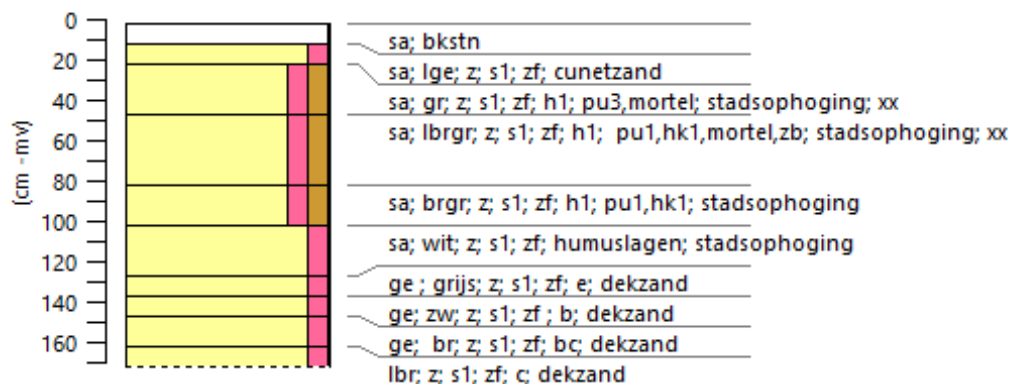 (cm - mv)
0
20
40
60
80
100
120
140
160
sa; bkstn
sa; lge; z; s1; zf; cunetzand
sa; gr; z; s1; zf; h1; pu3,mortel; stadsophoging; xx
sa; lbrgr; z; s1; zf; h1;  pu1,hk1,mortel,zb; stadsophoging; xx
sa; brgr; z; s1; zf; h1; pu1,hk1; stadsophoging
sa; wit; z; s1; zf; humuslagen; stadsophoging
ge ; grijs; z; s1; zf; e; dekzand
ge; zw; z; s1; zf ; b; dekzand
ge;  br; z; s1; zf; bc; dekzand
lbr; z; s1; zf; c; dekzand